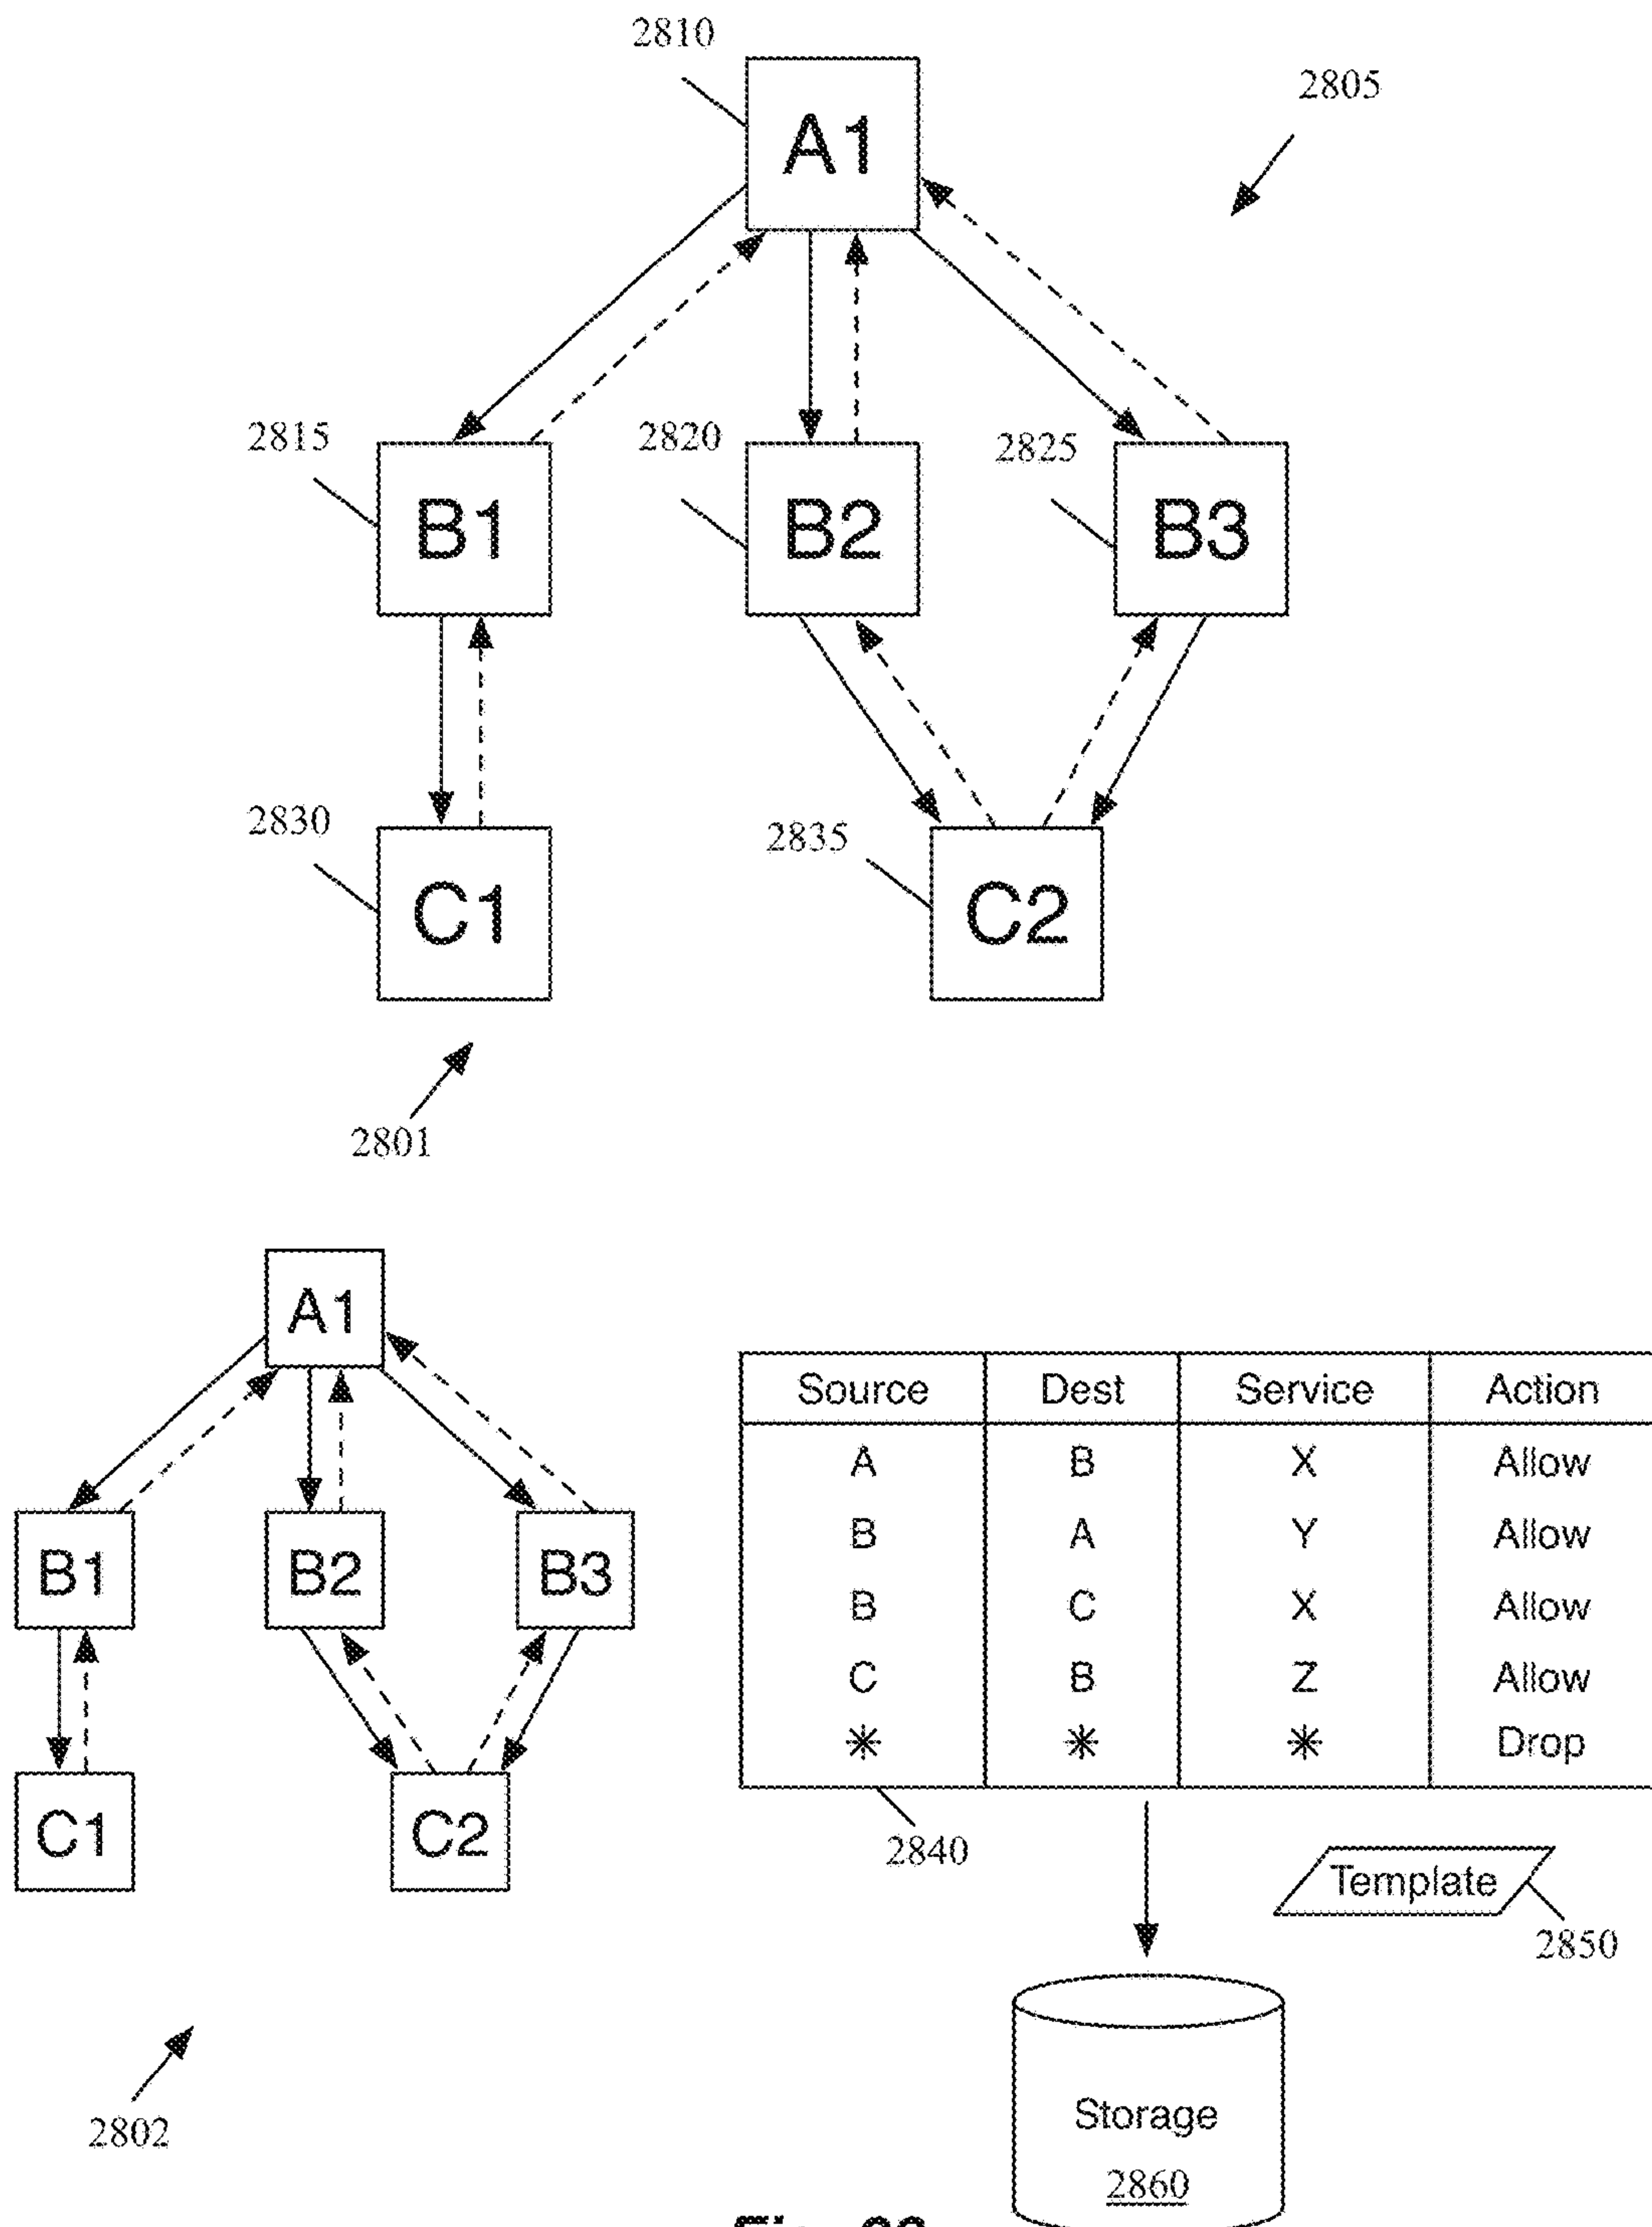 2810
2805
A1
2815
2820
2825
B1
B2
B3
2830
2835
C1
C2
2801
A1
B1
B2
B3
C1
C2
2802
Source Dest Service Action
A B X Allow
B A Y Allow
B C X Allow
C B Z Allow
* * * Drop
2840
Template
2850
Storage
2860